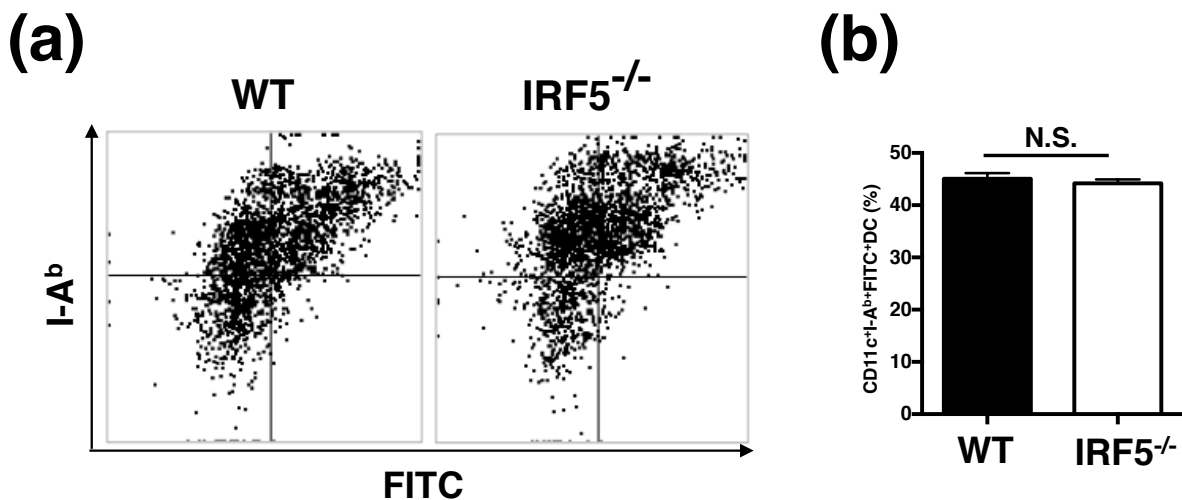 (a)
WT
IRF5-/-
I-Ab
FITC
(b)
N.S.
CD11c+I-Ab+FITC+DC (%)
50
40
30
20
10
0
WT
IRF5-/-